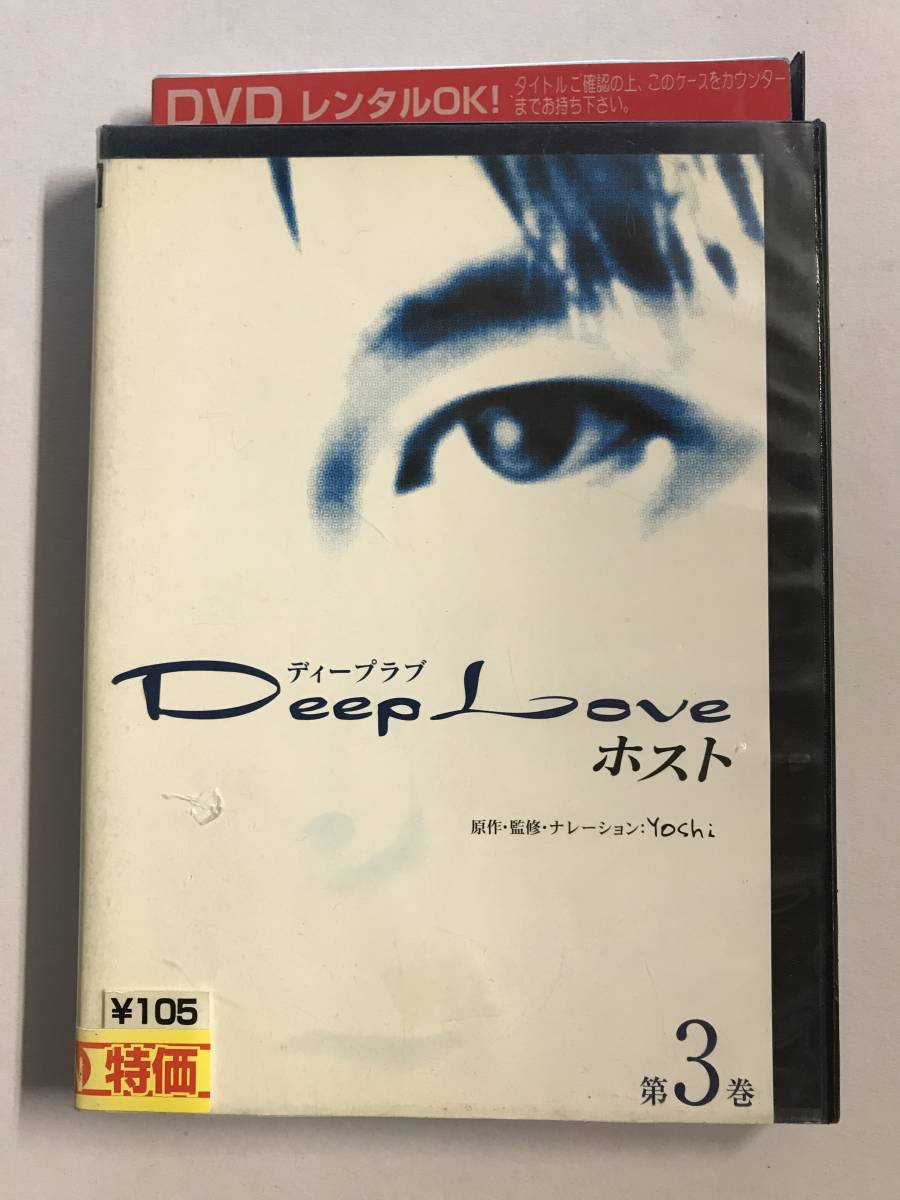 DVD レンタルOK!
タイトルご確認の上、このケースをカウンター
までお持ち下さい。
ディープラブ
Deep Love
ホスト
原作・監修・ナレーション:Yoshi
¥105
特価
第3巻